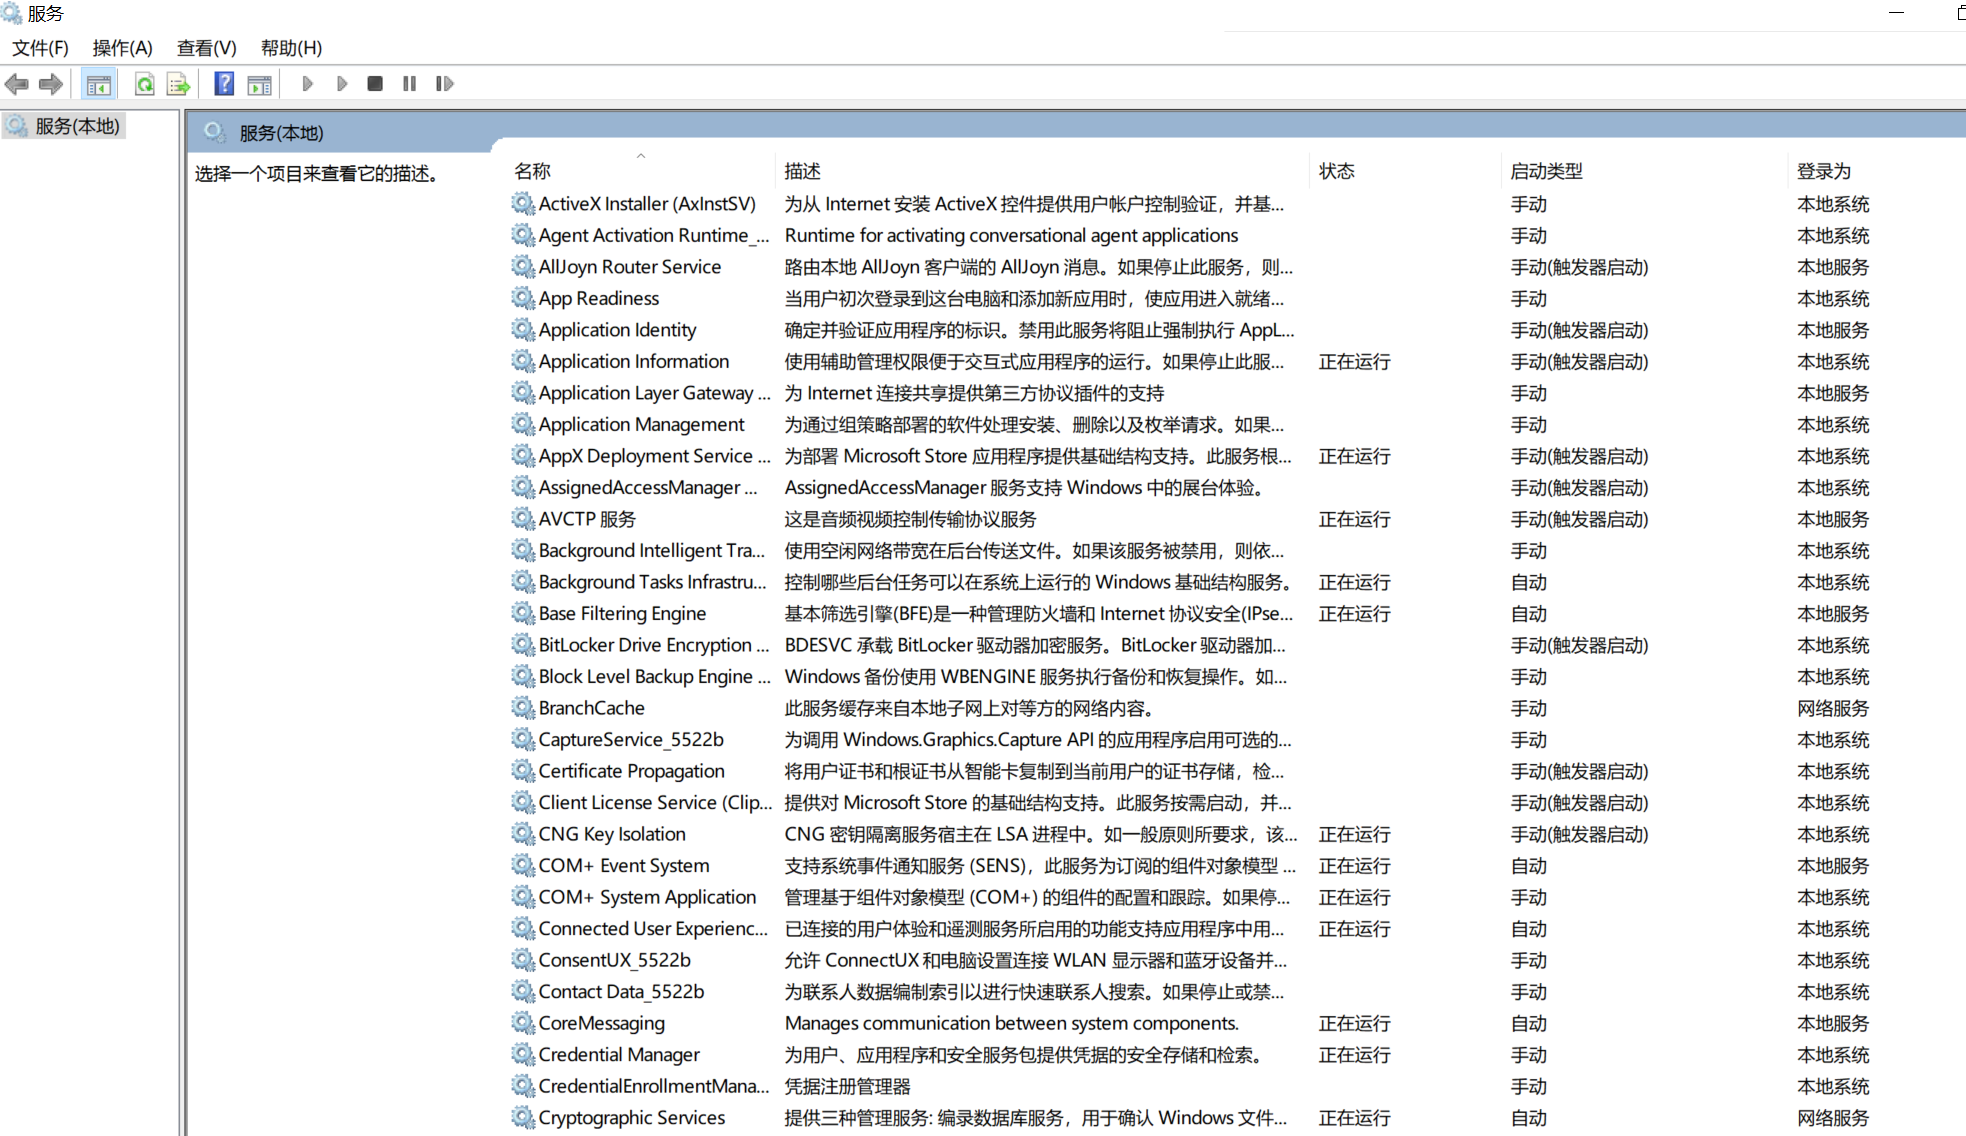 服务
文件(F) 操作(A) 查看(V) 帮助(H)
服务(本地)
服务(本地)
选择一个项目来查看它的描述。
名称 描述 状态 启动类型 登录为
ActiveX Installer (AxInstSV) 为从 Internet 安装 ActiveX 控件提供用户帐户控制验证，并基... 手动 本地系统
Agent Activation Runtime_... Runtime for activating conversational agent applications 手动 本地系统
AllJoyn Router Service 路由本地 AllJoyn 客户端的 AllJoyn 消息。如果停止此服务，则... 手动(触发器启动) 本地服务
App Readiness 当用户初次登录到这台电脑和添加新应用时，使应用进入就绪... 手动 本地系统
Application Identity 确定并验证应用程序的标识。禁用此服务将阻止强制执行 AppL... 手动(触发器启动) 本地服务
Application Information 使用辅助管理权限便于交互式应用程序的运行。如果停止此服... 正在运行 手动(触发器启动) 本地系统
Application Layer Gateway ... 为 Internet 连接共享提供第三方协议插件的支持 手动 本地服务
Application Management 为通过组策略部署的软件处理安装、删除以及枚举请求。如果... 手动 本地系统
AppX Deployment Service ... 为部署 Microsoft Store 应用程序提供基础结构支持。此服务根... 正在运行 手动(触发器启动) 本地系统
AssignedAccessManager ... AssignedAccessManager 服务支持 Windows 中的展台体验。 手动(触发器启动) 本地系统
AVCTP 服务 这是音频视频控制传输协议服务 正在运行 手动(触发器启动) 本地服务
Background Intelligent Tra... 使用空闲网络带宽在后台传送文件。如果该服务被禁用，则依... 手动 本地系统
Background Tasks Infrastru... 控制哪些后台任务可以在系统上运行的 Windows 基础结构服务。 正在运行 自动 本地系统
Base Filtering Engine 基本筛选引擎(BFE)是一种管理防火墙和 Internet 协议安全(IPse... 正在运行 自动 本地服务
BitLocker Drive Encryption ... BDESVC 承载 BitLocker 驱动器加密服务。BitLocker 驱动器加... 手动(触发器启动) 本地系统
Block Level Backup Engine ... Windows 备份使用 WBENGINE 服务执行备份和恢复操作。如... 手动 本地系统
BranchCache 此服务缓存来自本地子网上对等方的网络内容。 手动 网络服务
CaptureService_5522b 为调用 Windows.Graphics.Capture API 的应用程序启用可选的... 手动 本地系统
Certificate Propagation 将用户证书和根证书从智能卡复制到当前用户的证书存储，检... 手动(触发器启动) 本地系统
Client License Service (Clip... 提供对 Microsoft Store 的基础结构支持。此服务按需启动，并... 手动(触发器启动) 本地系统
CNG Key Isolation CNG 密钥隔离服务宿主在 LSA 进程中。如一般原则所要求，该... 正在运行 手动(触发器启动) 本地系统
COM+ Event System 支持系统事件通知服务 (SENS)，此服务为订阅的组件对象模型 ... 正在运行 自动 本地服务
COM+ System Application 管理基于组件对象模型 (COM+) 的组件的配置和跟踪。如果停... 正在运行 手动 本地系统
Connected User Experienc... 已连接的用户体验和遥测服务所启用的功能支持应用程序中用... 正在运行 自动 本地系统
ConsentUX_5522b 允许 ConnectUX 和电脑设置连接 WLAN 显示器和蓝牙设备并... 手动 本地系统
Contact Data_5522b 为联系人数据编制索引以进行快速联系人搜索。如果停止或禁... 手动 本地系统
CoreMessaging Manages communication between system components. 正在运行 自动 本地服务
Credential Manager 为用户、应用程序和安全服务包提供凭据的安全存储和检索。 正在运行 手动 本地系统
CredentialEnrollmentMana... 凭据注册管理器 手动 本地系统
Cryptographic Services 提供三种管理服务: 编录数据库服务，用于确认 Windows 文件... 正在运行 自动 网络服务